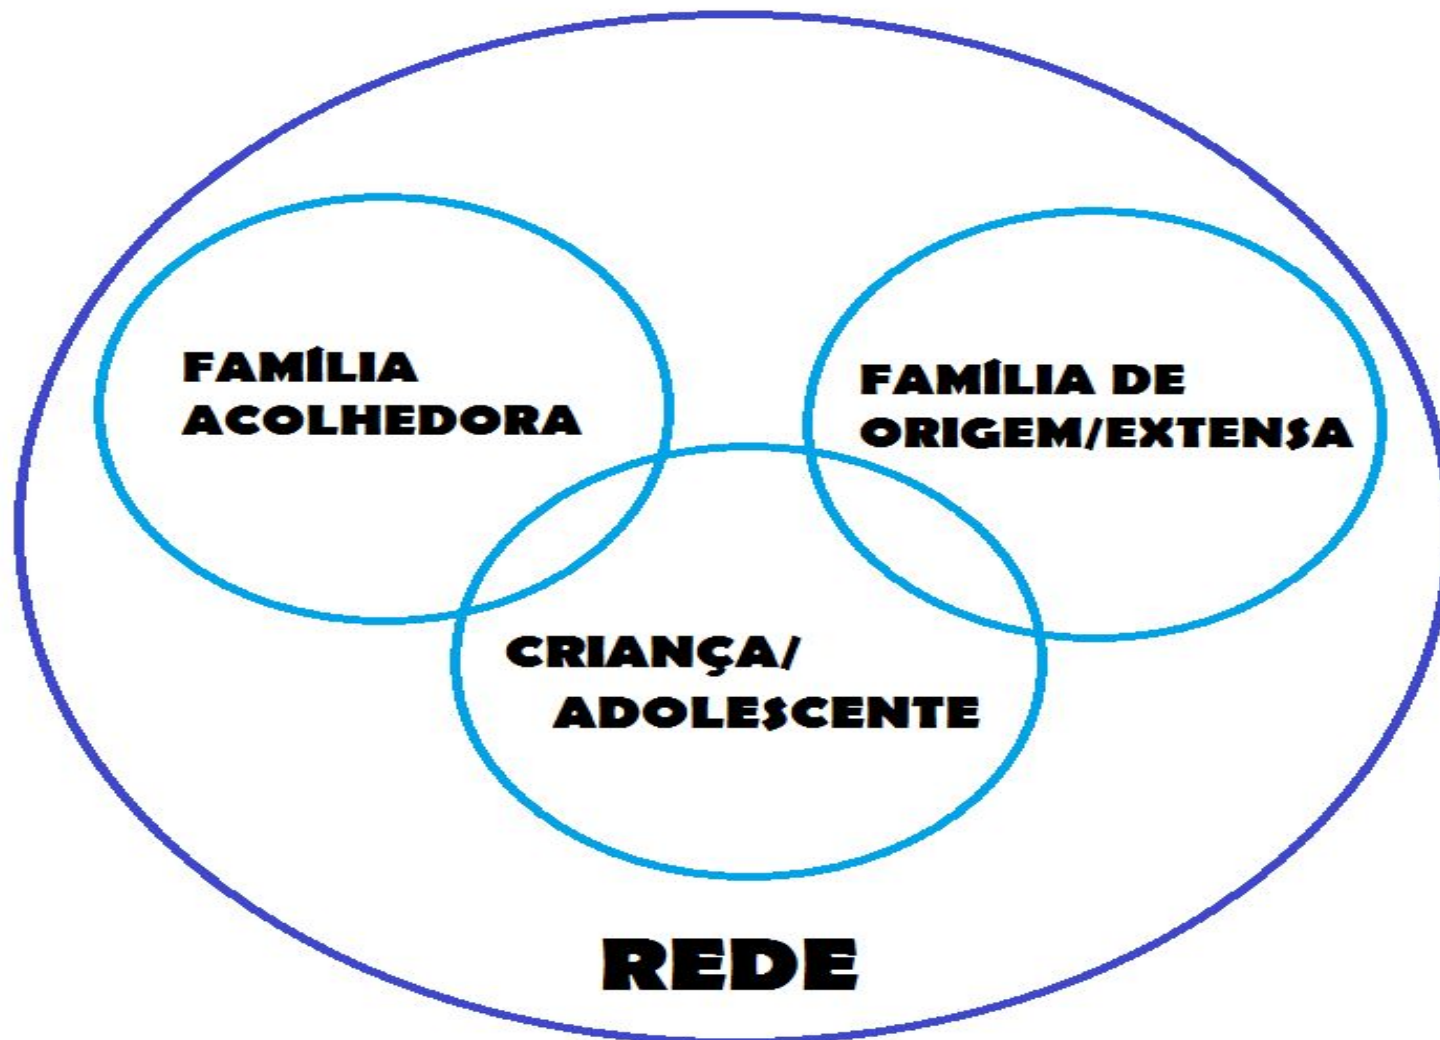 FAMÍLIA
ACOLHEDORA
FAMÍLIA DE
ORIGEM/EXTENSA
CRIANÇA/
ADOLESCENTE
REDE